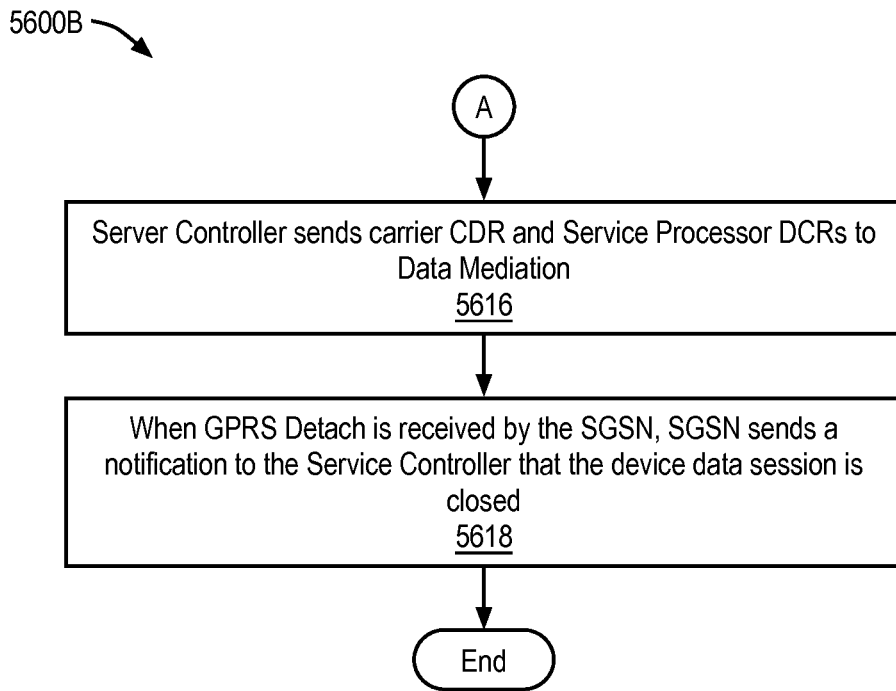 5600B
A
Server Controller sends carrier CDR and Service Processor DCRs to
Data Mediation
5616
When GPRS Detach is received by the SGSN, SGSN sends a
notification to the Service Controller that the device data session is
closed
5618
End